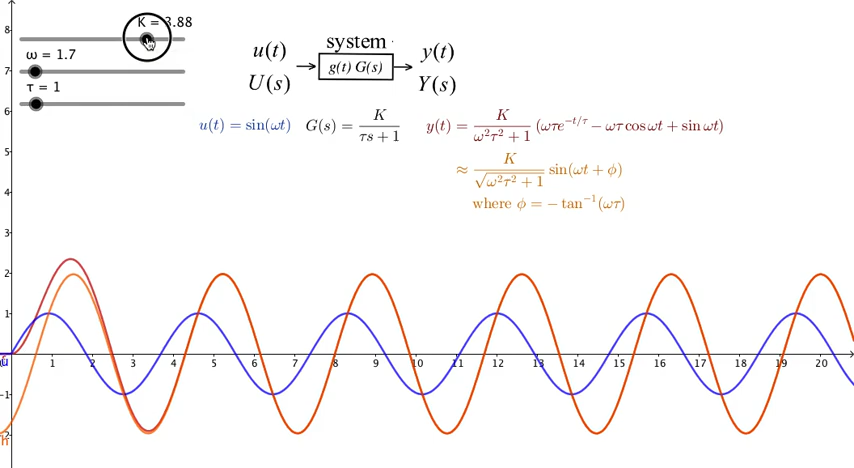 K = 3.88
ω = 1.7
τ = 1
system
u(t) g(t) G(s) y(t)
U(s) Y(s)
u(t) = sin(ωt) G(s) = K / (τs + 1) y(t) = K / (ω²τ² + 1) (ωτe^(−t/τ) − ωτ cos ωt + sin ωt)
≈ K / √(ω²τ² + 1) sin(ωt + ϕ)
where ϕ = − tan⁻¹(ωτ)
8
7
6
5
4
3
2
1
u
1 2 3 4 5 6 7 8 9 10 11 12 13 14 15 16 17 18 19 20
−1
−2
h